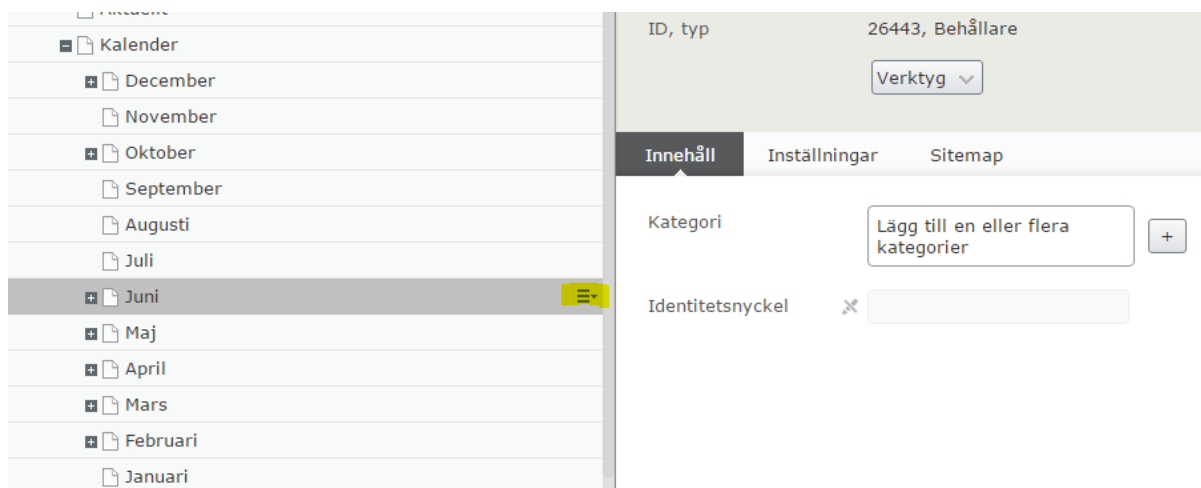 Aktuellt
Kalender
December
November
Oktober
September
Augusti
Juli
Juni
Maj
April
Mars
Februari
Januari
ID, typ 26443, Behållare
Verktyg
Innehåll Inställningar Sitemap
Kategori
Lägg till en eller flera
kategorier
+
Identitetsnyckel